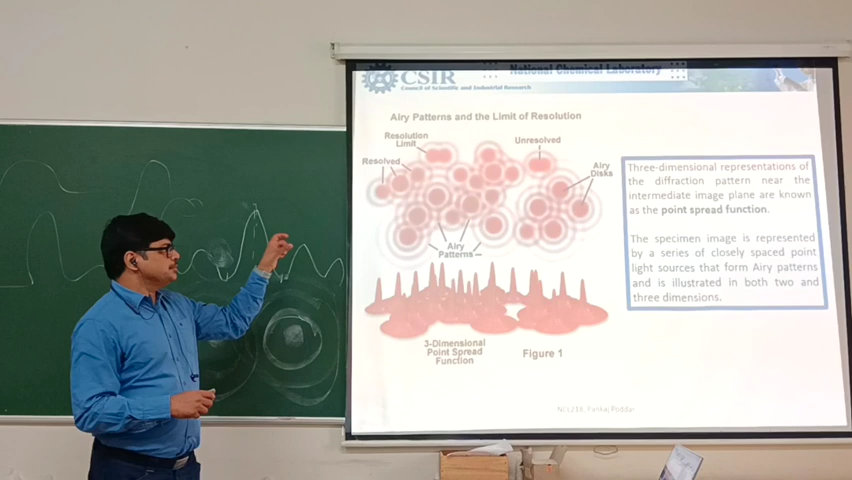 CSIR
Council of Scientific and Industrial Research
National Chemical Laboratory
Airy Patterns and the Limit of Resolution
Resolution
Limit
Unresolved
Resolved
Airy
Disks
Airy
Patterns
3-Dimensional
Point Spread
Function
Figure 1
Three-dimensional representations of
the diffraction pattern near the
intermediate image plane are known
as the point spread function.
The specimen image is represented
by a series of closely spaced point
light sources that form Airy patterns
and is illustrated in both two and
three dimensions.
Pankaj Poddar